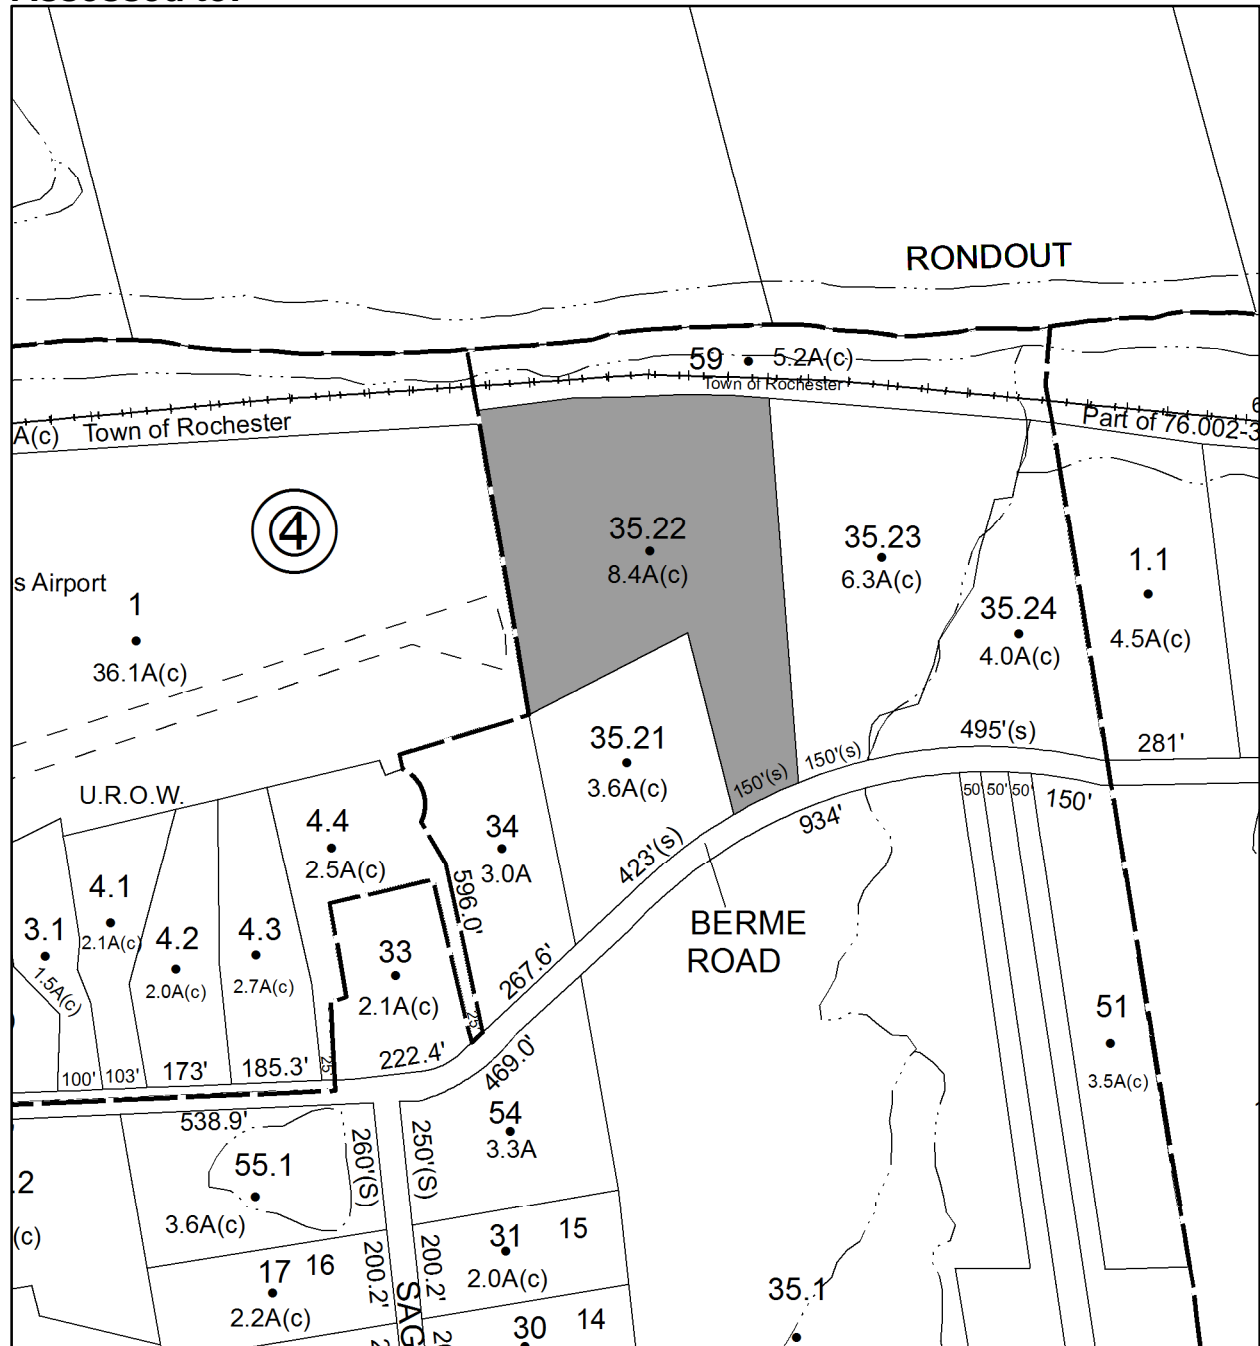 Assessed to:
RONDOUT
59 5.2A(c)
Town of Rochester
A(c) Town of Rochester
Part of 76.002-3
6
4
35.22
8.4A(c)
35.23
6.3A(c)
1.1
4.5A(c)
s Airport
1
36.1A(c)
35.24
4.0A(c)
35.21
3.6A(c)
495'(s)
281'
150'(s)
150'(s)
934'
50' 50' 50'
150'
U.R.O.W.
4.4
2.5A(c)
34
3.0A
423'(s)
596.0'
4.1
2.1A(c)
3.1
1.5A(c)
4.2
2.0A(c)
4.3
2.7A(c)
33
2.1A(c)
BERME
ROAD
267.6'
25'
51
3.5A(c)
100' 103' 173' 185.3' 25' 222.4'
469.0'
538.9'
54
3.3A
260'(S)
250'(S)
55.1
3.6A(c)
.2
(c)
31 15
2.0A(c)
17 16
2.2A(c)
200.2'
200.2'
SAG
35.1
30 14